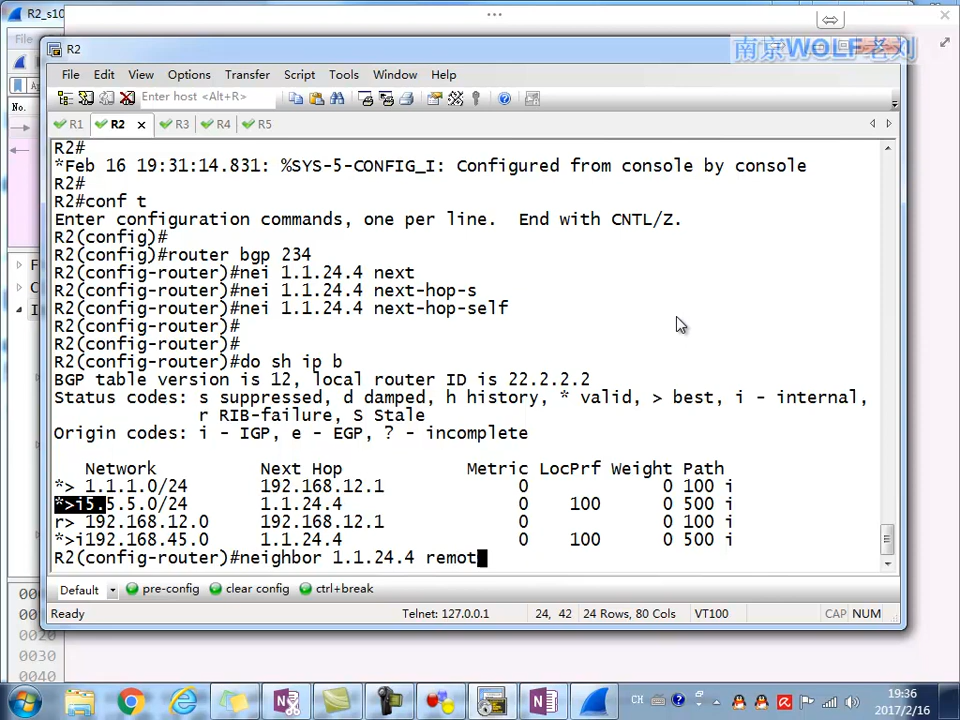 R2_s10
File
No.
南京WOLF老刘
R2
File Edit View Options Transfer Script Tools Window Help
Enter host <Alt+R>
R1 R2 R3 R4 R5
R2#
*Feb 16 19:31:14.831: %SYS-5-CONFIG_I: Configured from console by console
R2#
R2#conf t
Enter configuration commands, one per line.  End with CNTL/Z.
R2(config)#
R2(config)#router bgp 234
R2(config-router)#nei 1.1.24.4 next
R2(config-router)#nei 1.1.24.4 next-hop-s
R2(config-router)#nei 1.1.24.4 next-hop-self
R2(config-router)#
R2(config-router)#
R2(config-router)#do sh ip b
BGP table version is 12, local router ID is 22.2.2.2
Status codes: s suppressed, d damped, h history, * valid, > best, i - internal,
r RIB-failure, S Stale
Origin codes: i - IGP, e - EGP, ? - incomplete
Network Next Hop Metric LocPrf Weight Path
*> 1.1.1.0/24 192.168.12.1 0 0 100 i
*>i5.5.5.0/24 1.1.24.4 0 100 0 500 i
r> 192.168.12.0 192.168.12.1 0 0 100 i
*>i192.168.45.0 1.1.24.4 0 100 0 500 i
R2(config-router)#neighbor 1.1.24.4 remot
Default pre-config clear config ctrl+break
Ready Telnet: 127.0.0.1 24, 42 24 Rows, 80 Cols VT100 CAP NUM
0020
0030
0040
CH
19:36
2017/2/16